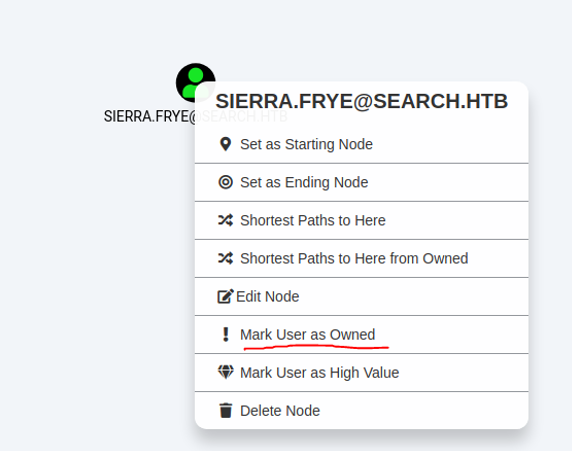 SIERRA.FRYE@SEARCH.HTB
SIERRA.FRYE@SEARCH.HTB
Set as Starting Node
Set as Ending Node
Shortest Paths to Here
Shortest Paths to Here from Owned
Edit Node
Mark User as Owned
Mark User as High Value
Delete Node